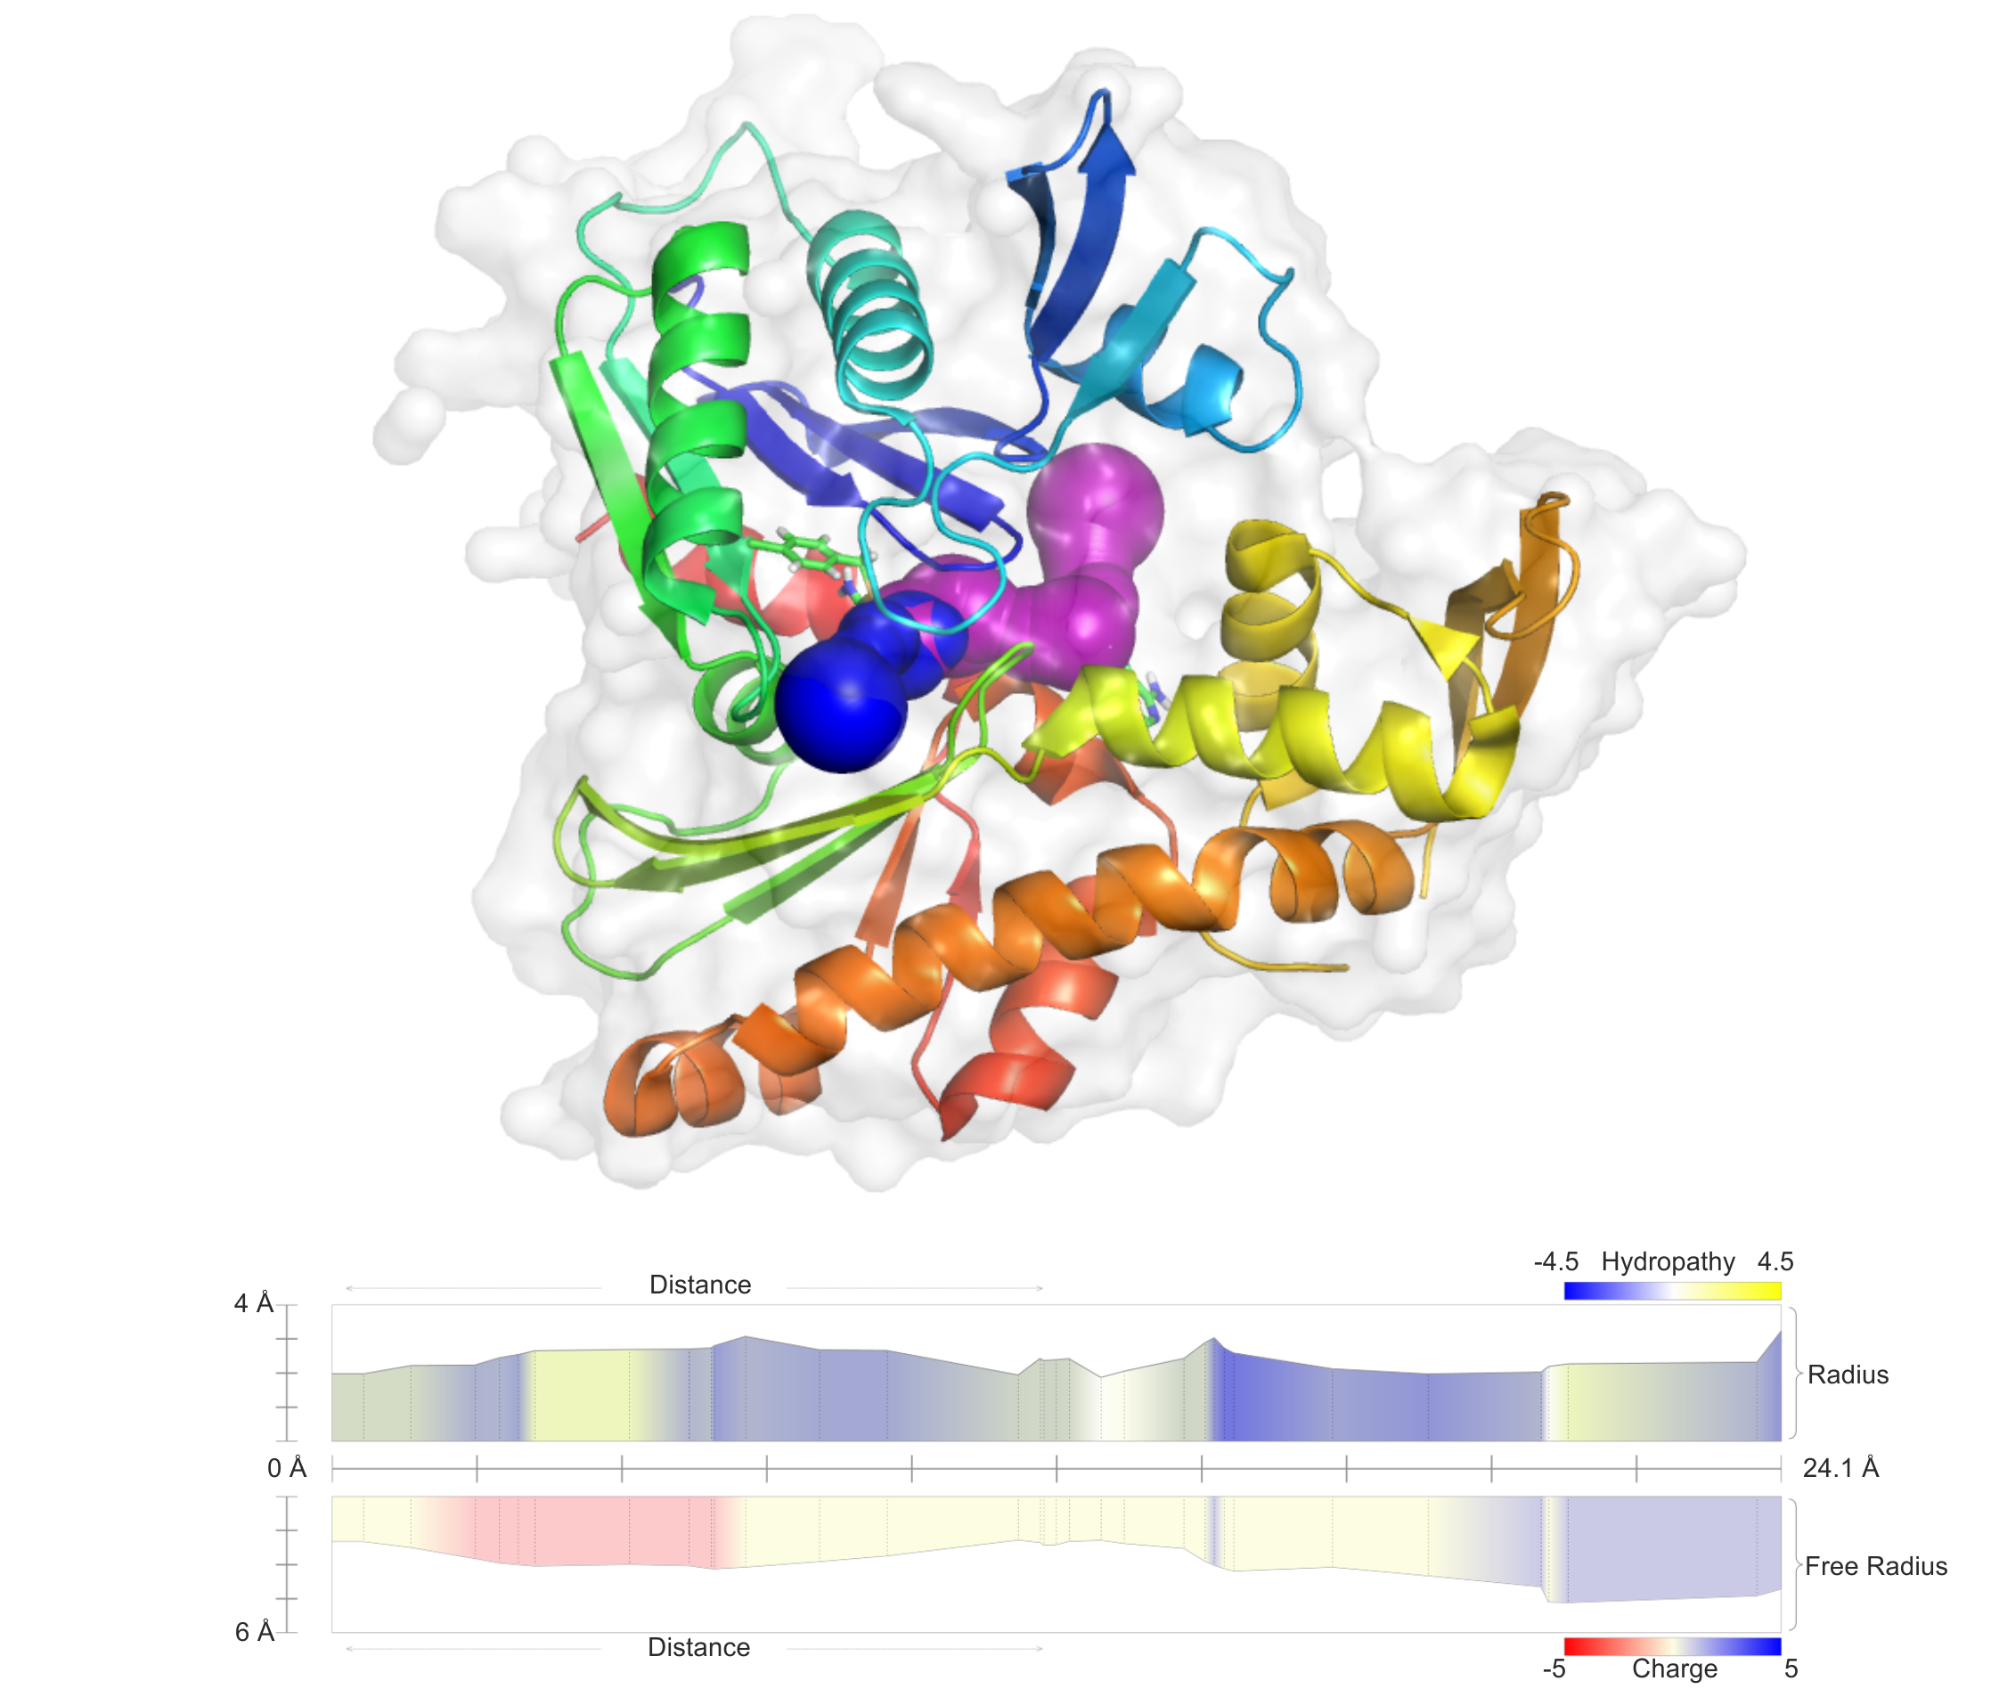 -4.5 Hydropathy 4.5
Distance
4 Å
Radius
0 Å
24.1 Å
Free Radius
6 Å
Distance
-5 Charge 5